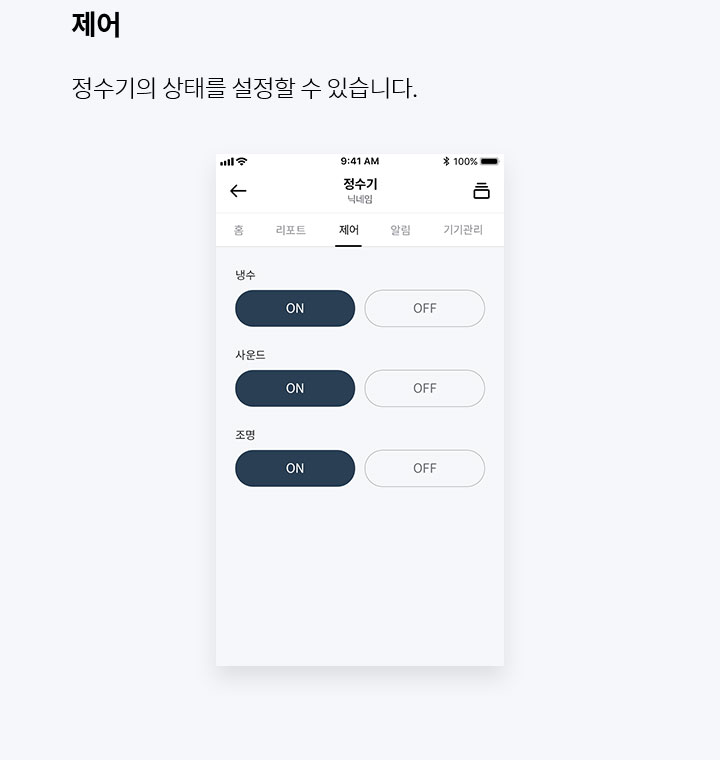 제어
정수기의 상태를 설정할 수 있습니다.
9:41 AM
100%
정수기
닉네임
홈 리포트 제어 알림 기기관리
냉수
ON OFF
사운드
ON OFF
조명
ON OFF